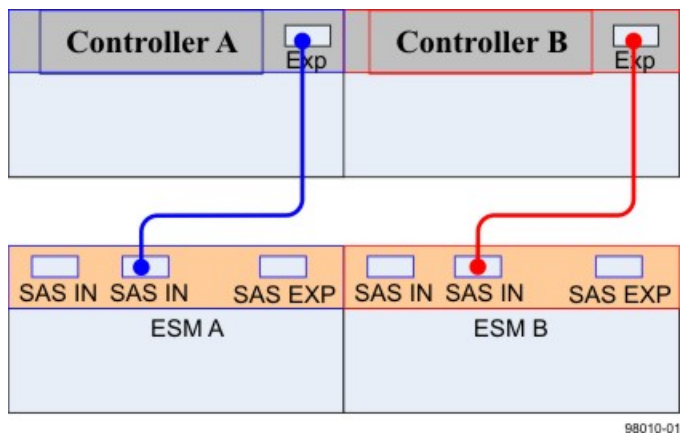 Controller A
Exp
Controller B
Exp
SAS IN SAS IN SAS EXP
SAS IN SAS IN SAS EXP
ESM A
ESM B
98010-01